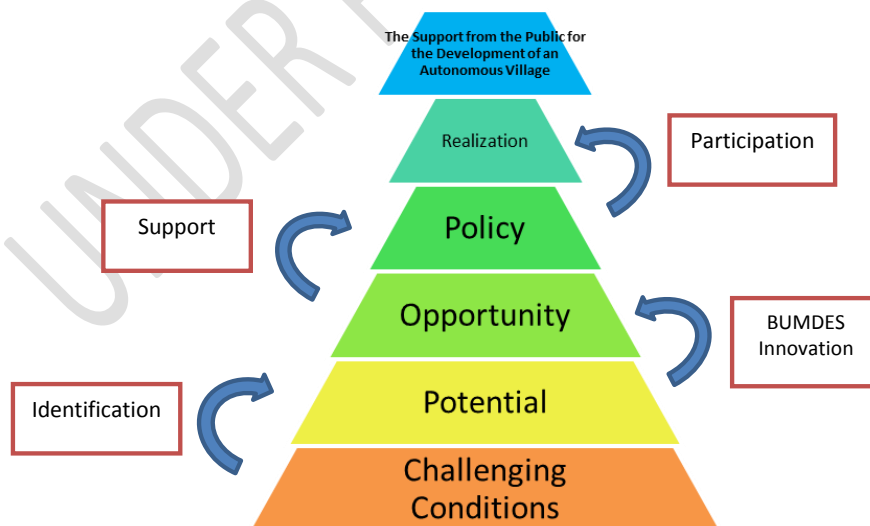 The Support from the Public for
the Development of an
Autonomous Village
Realization
Participation
Support
Policy
Opportunity
BUMDES
Innovation
Identification
Potential
Challenging
Conditions
UNDER